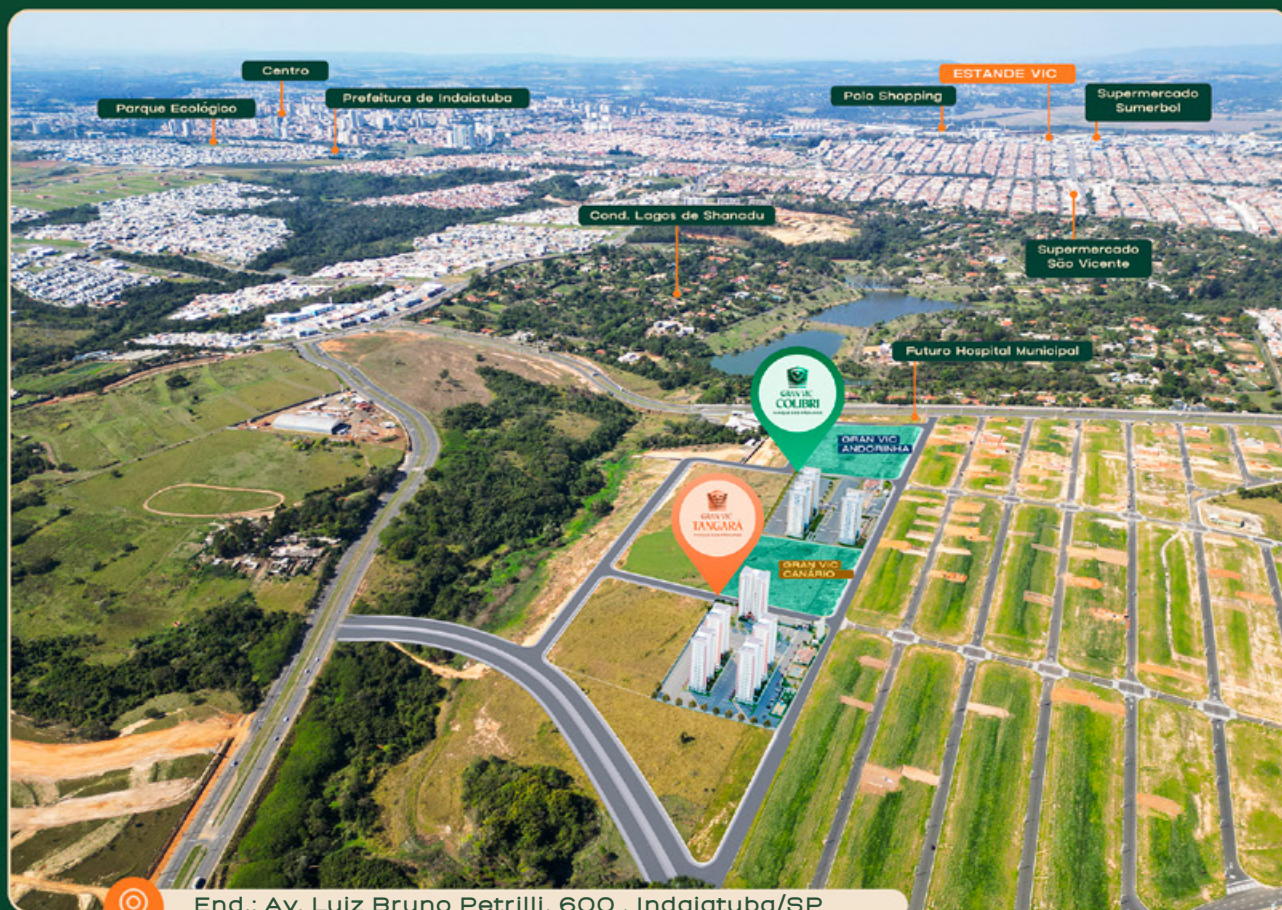 Centro
ESTANDE VIC
Parque Ecológico
Prefeitura de Indaiatuba
Polo Shopping
Supermercado
Sumerbol
Cond. Lagos de Shanadu
Supermercado
São Vicente
Futuro Hospital Municipal
GRAN VIC
COLIBRI
GRAN VIC
ANDORINHA
GRAN VIC
TANGARÁ
GRAN VIC
CANÁRIO
End.: Av. Luiz Bruno Petrilli, 600 , Indaiatuba/SP